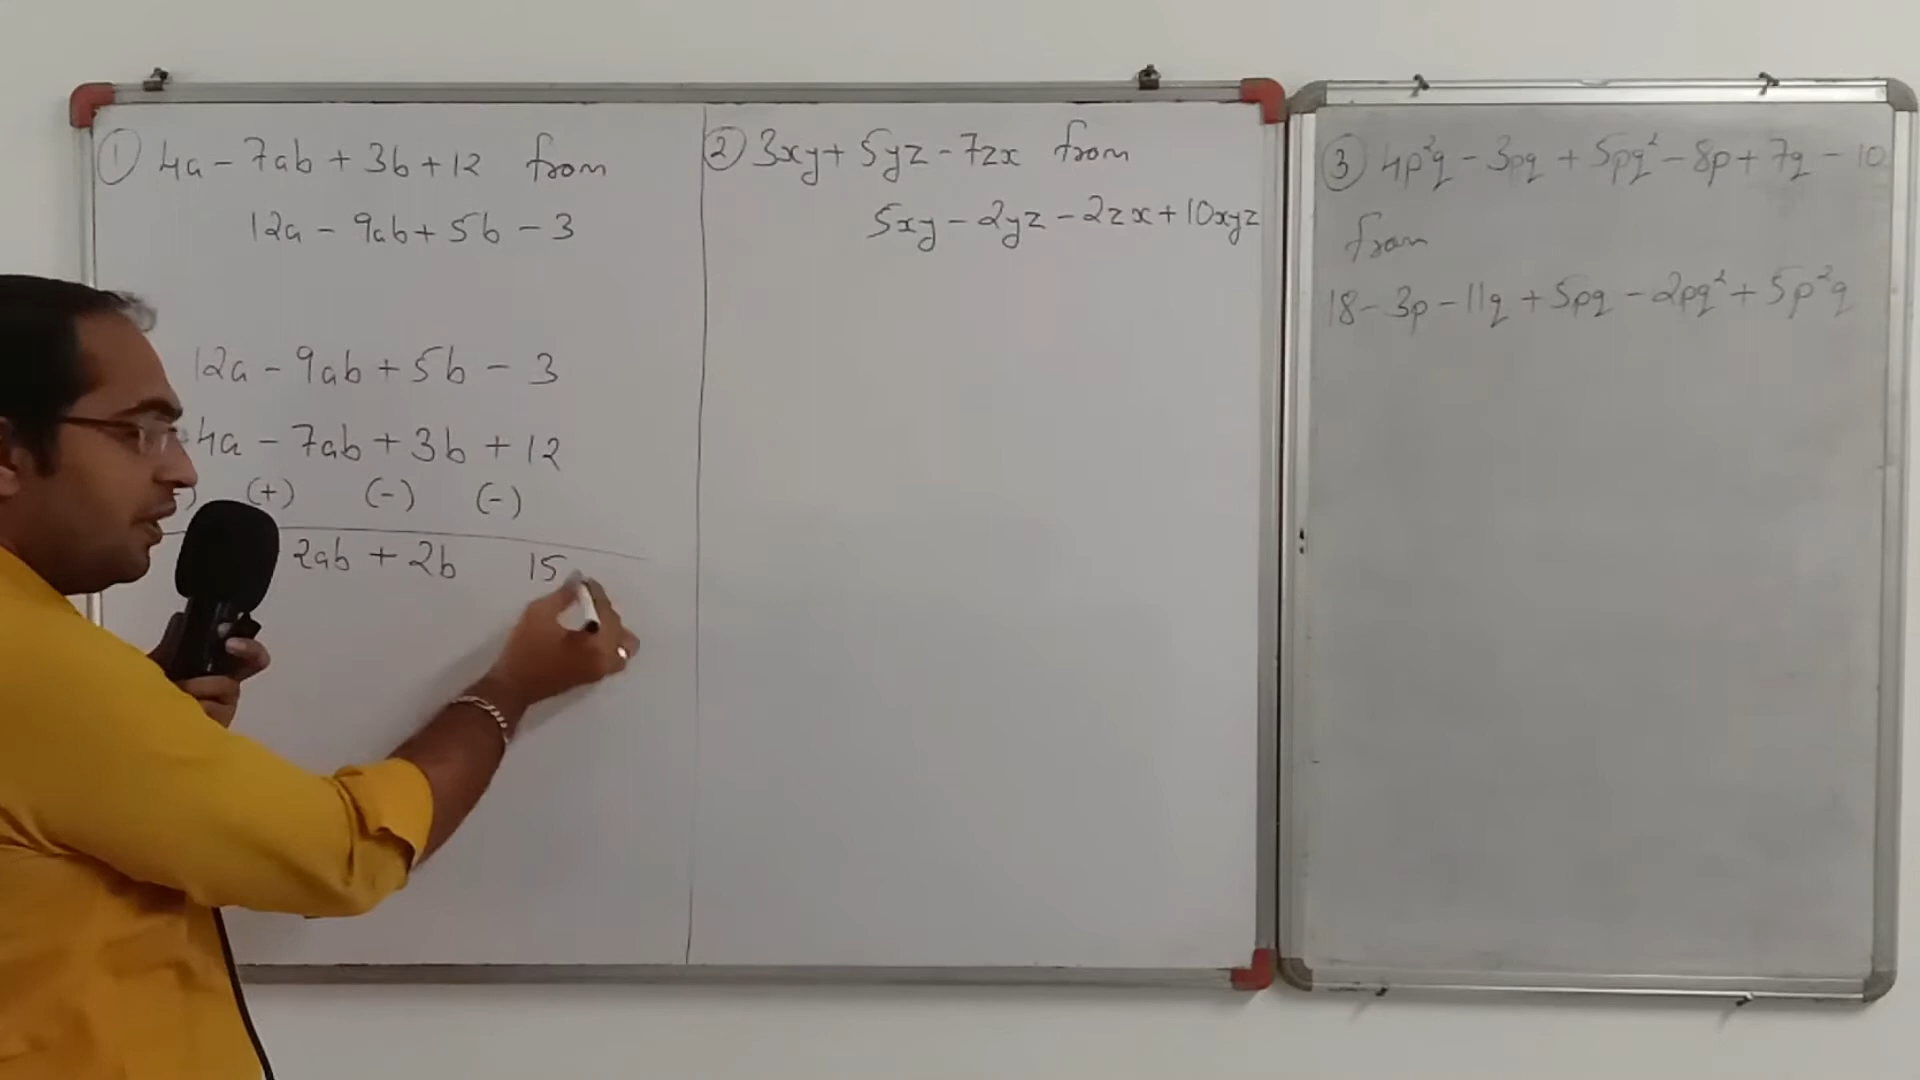 ① 4a - 7ab + 3b + 12 from
12a - 9ab + 5b - 3
12a - 9ab + 5b - 3
4a - 7ab + 3b + 12
) (+) (-) (-)
2ab + 2b 15
② 3xy + 5yz - 7zx from
5xy - 2yz - 2zx + 10xyz
③ 4p²q - 3pq + 5pq² - 8p + 7q - 10
from
18 - 3p - 11q + 5pq - 2pq² + 5p²q